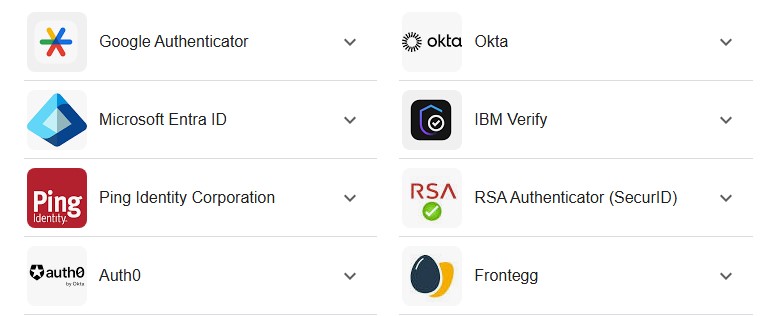 Google Authenticator
okta
Okta
Microsoft Entra ID
IBM Verify
Ping
Identity.
Ping Identity Corporation
RSA
RSA Authenticator (SecurID)
auth0
by Okta
Auth0
Frontegg